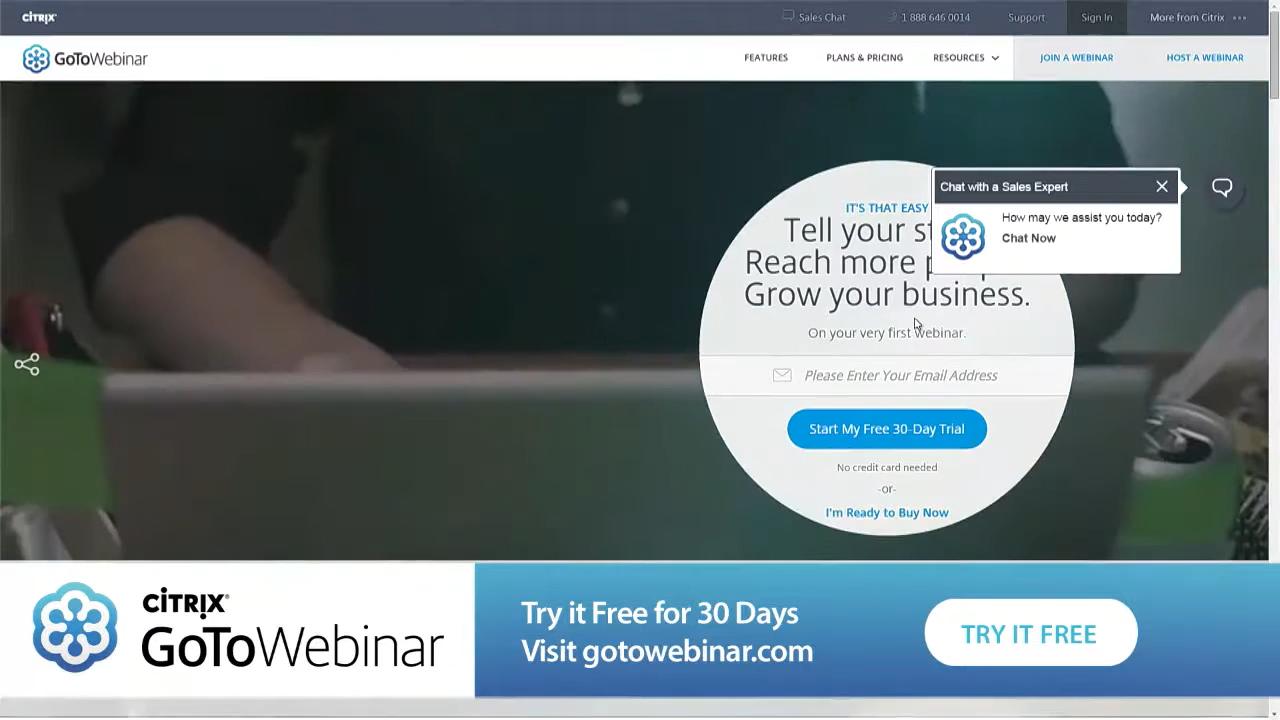 CITRIX
Sales Chat
1 888 646 0014
Support
Sign In
More from Citrix
GoToWebinar
FEATURES
PLANS & PRICING
RESOURCES
JOIN A WEBINAR
HOST A WEBINAR
Chat with a Sales Expert
How may we assist you today?
Chat Now
IT'S THAT EASY
Tell your
Reach more
Grow your business.
On your very first webinar.
Please Enter Your Email Address
Start My Free 30-Day Trial
No credit card needed
-or-
I'm Ready to Buy Now
CITRIX®
GoToWebinar
Try it Free for 30 Days
Visit gotowebinar.com
TRY IT FREE